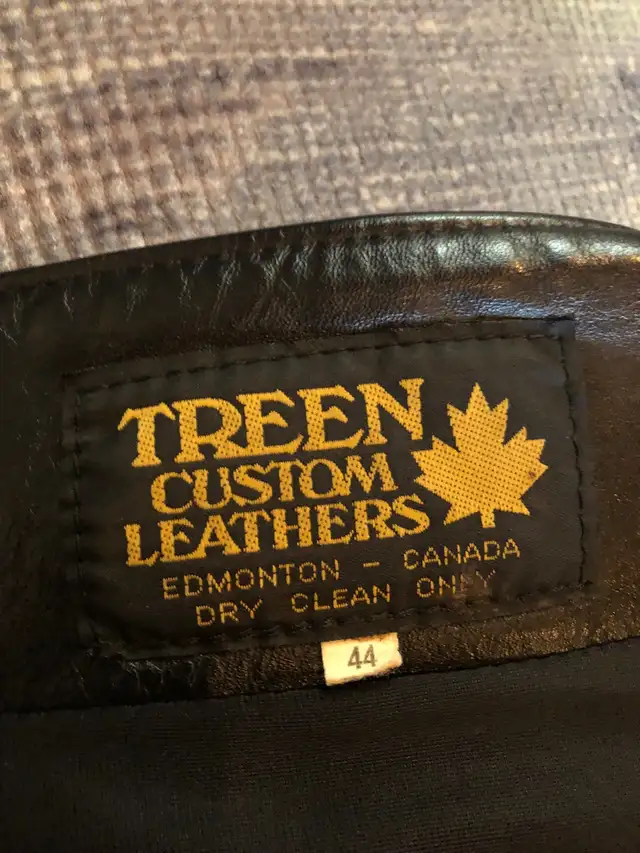 TREEN
CUSTOM
LEATHERS
EDMONTON - CANADA
DRY CLEAN ONLY
44